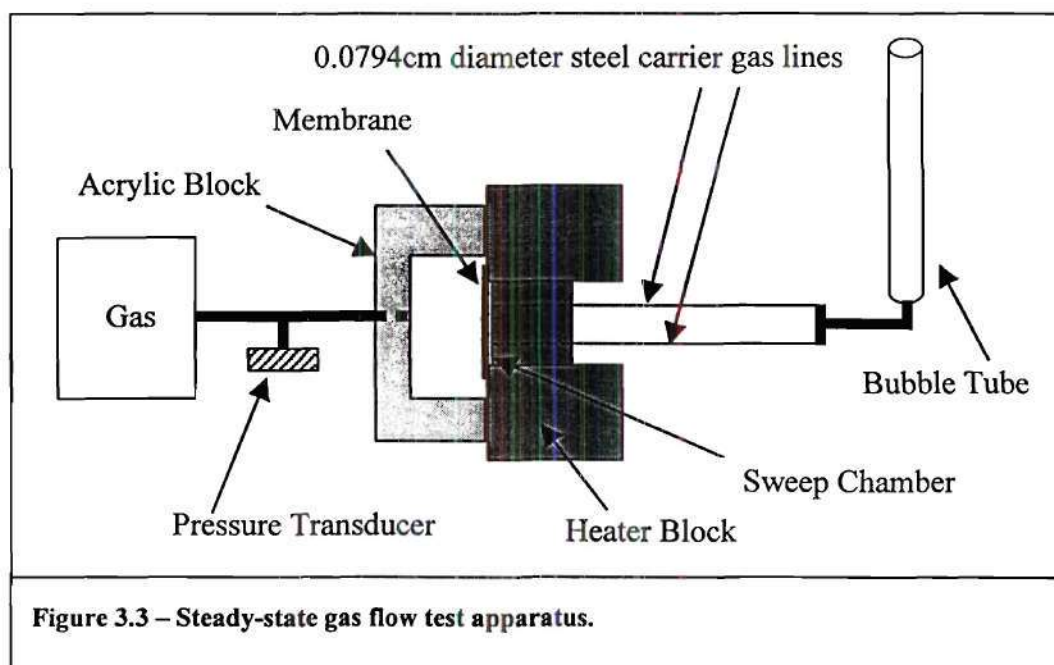 0.0794cm diameter steel carrier gas lines
Membrane
Acrylic Block
Gas
Bubble Tube
Sweep Chamber
Pressure Transducer
Heater Block
Figure 3.3 – Steady-state gas flow test apparatus.